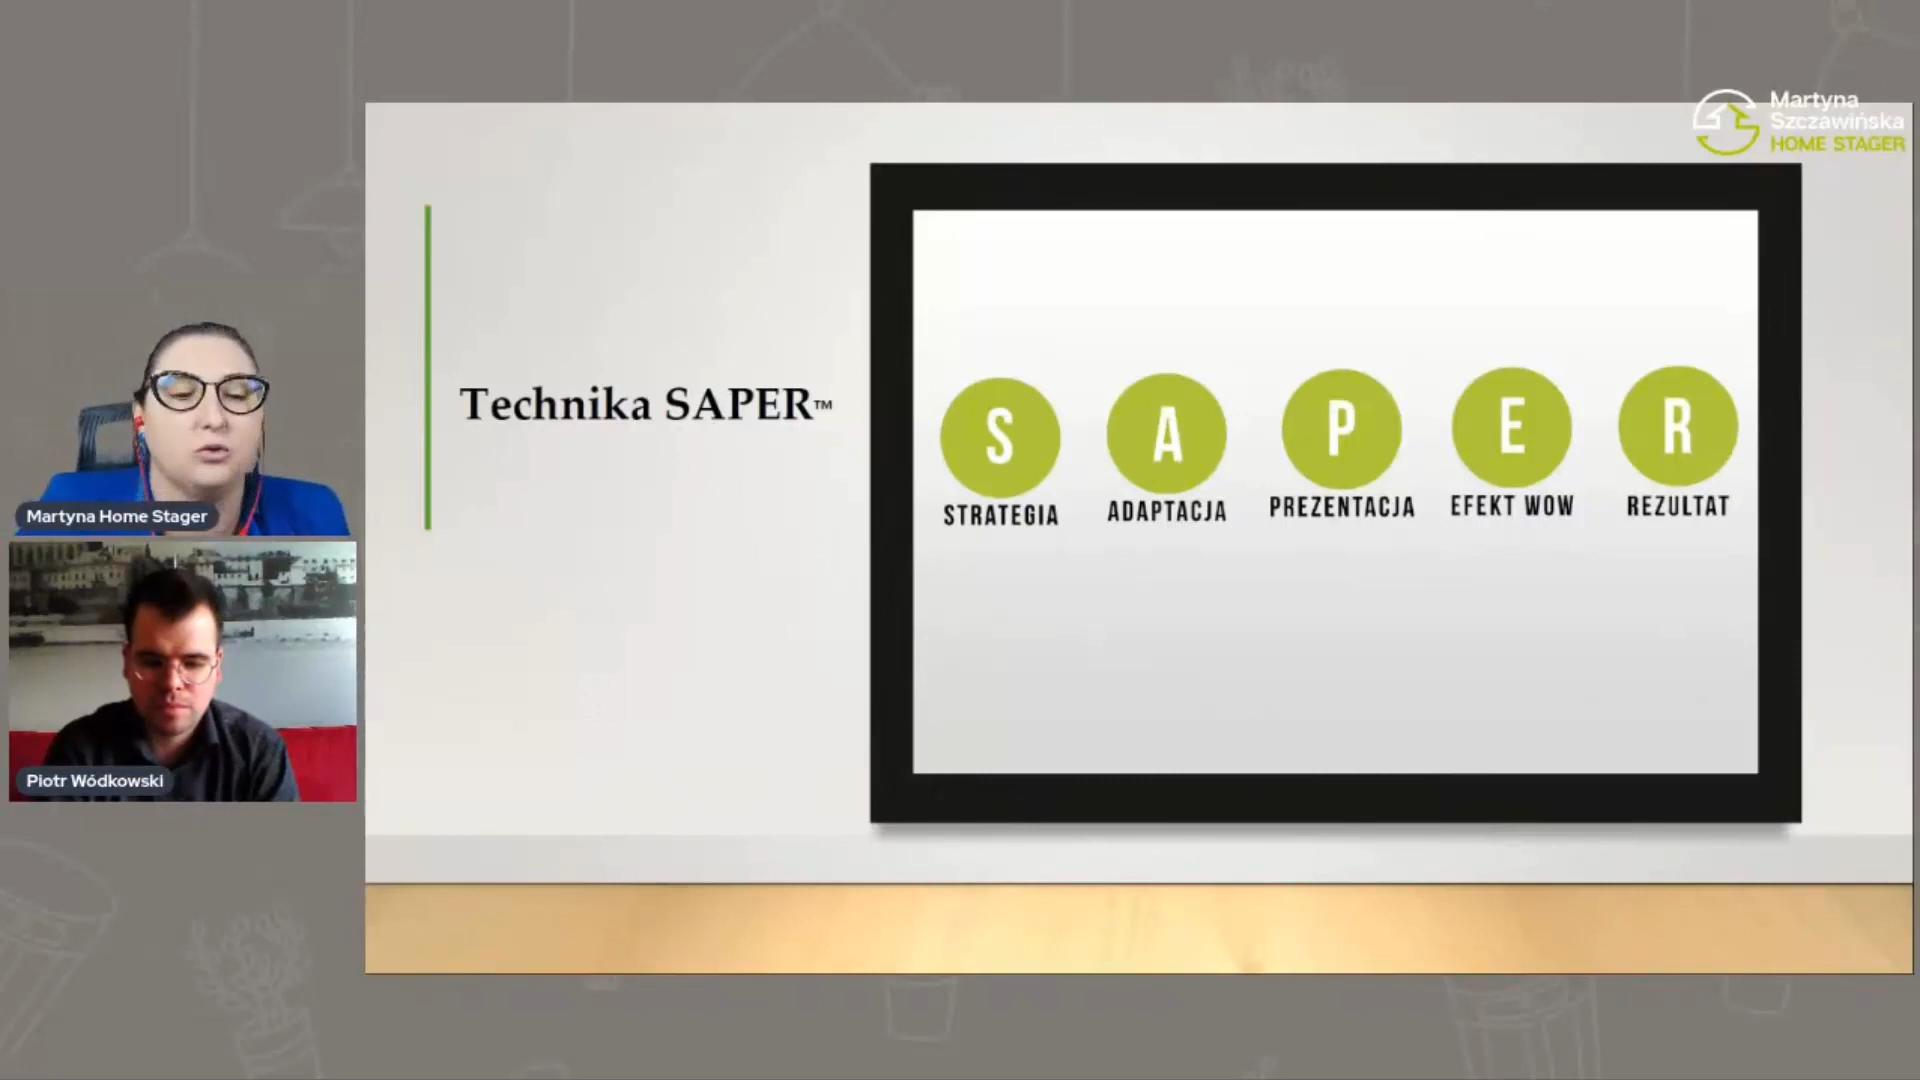 Martyna
Szczawińska
HOME STAGER
Technika SAPER™
S A P E R
STRATEGIA ADAPTACJA PREZENTACJA EFEKT WOW REZULTAT
Martyna Home Stager
Piotr Wódkowski